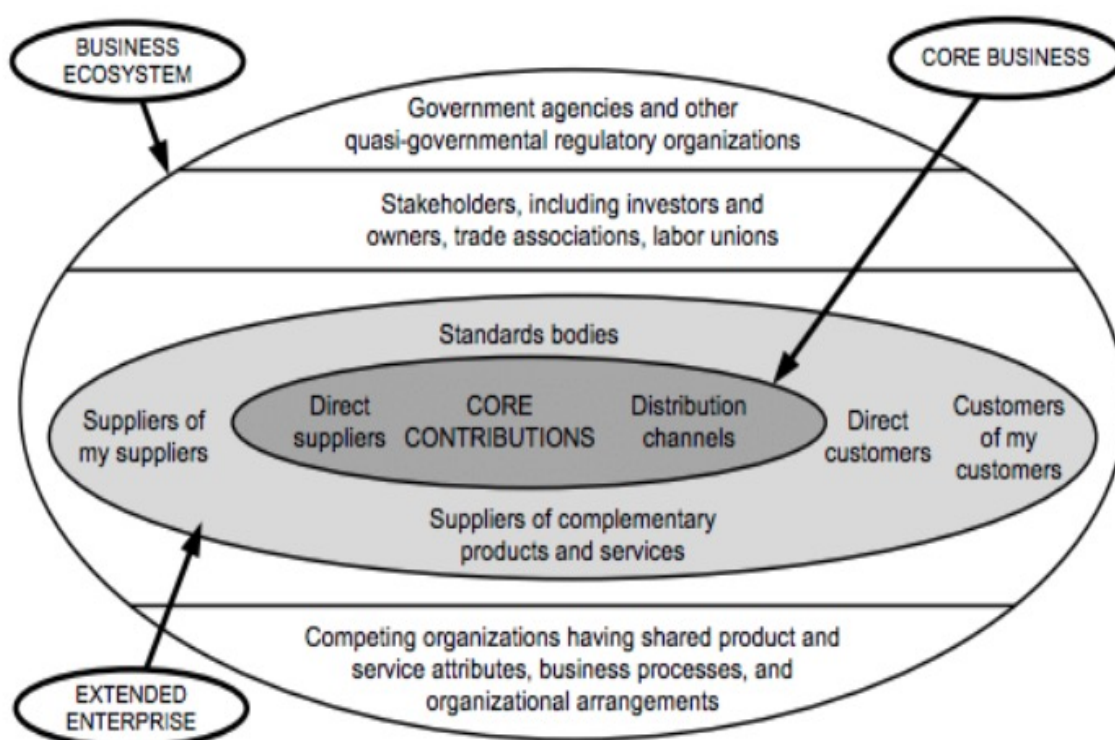 BUSINESS
ECOSYSTEM
CORE BUSINESS
Government agencies and other
quasi-governmental regulatory organizations
Stakeholders, including investors and
owners, trade associations, labor unions
Standards bodies
Suppliers of
my suppliers
Direct
suppliers
CORE
CONTRIBUTIONS
Distribution
channels
Direct
customers
Customers
of my
customers
Suppliers of complementary
products and services
Competing organizations having shared product and
service attributes, business processes, and
organizational arrangements
EXTENDED
ENTERPRISE